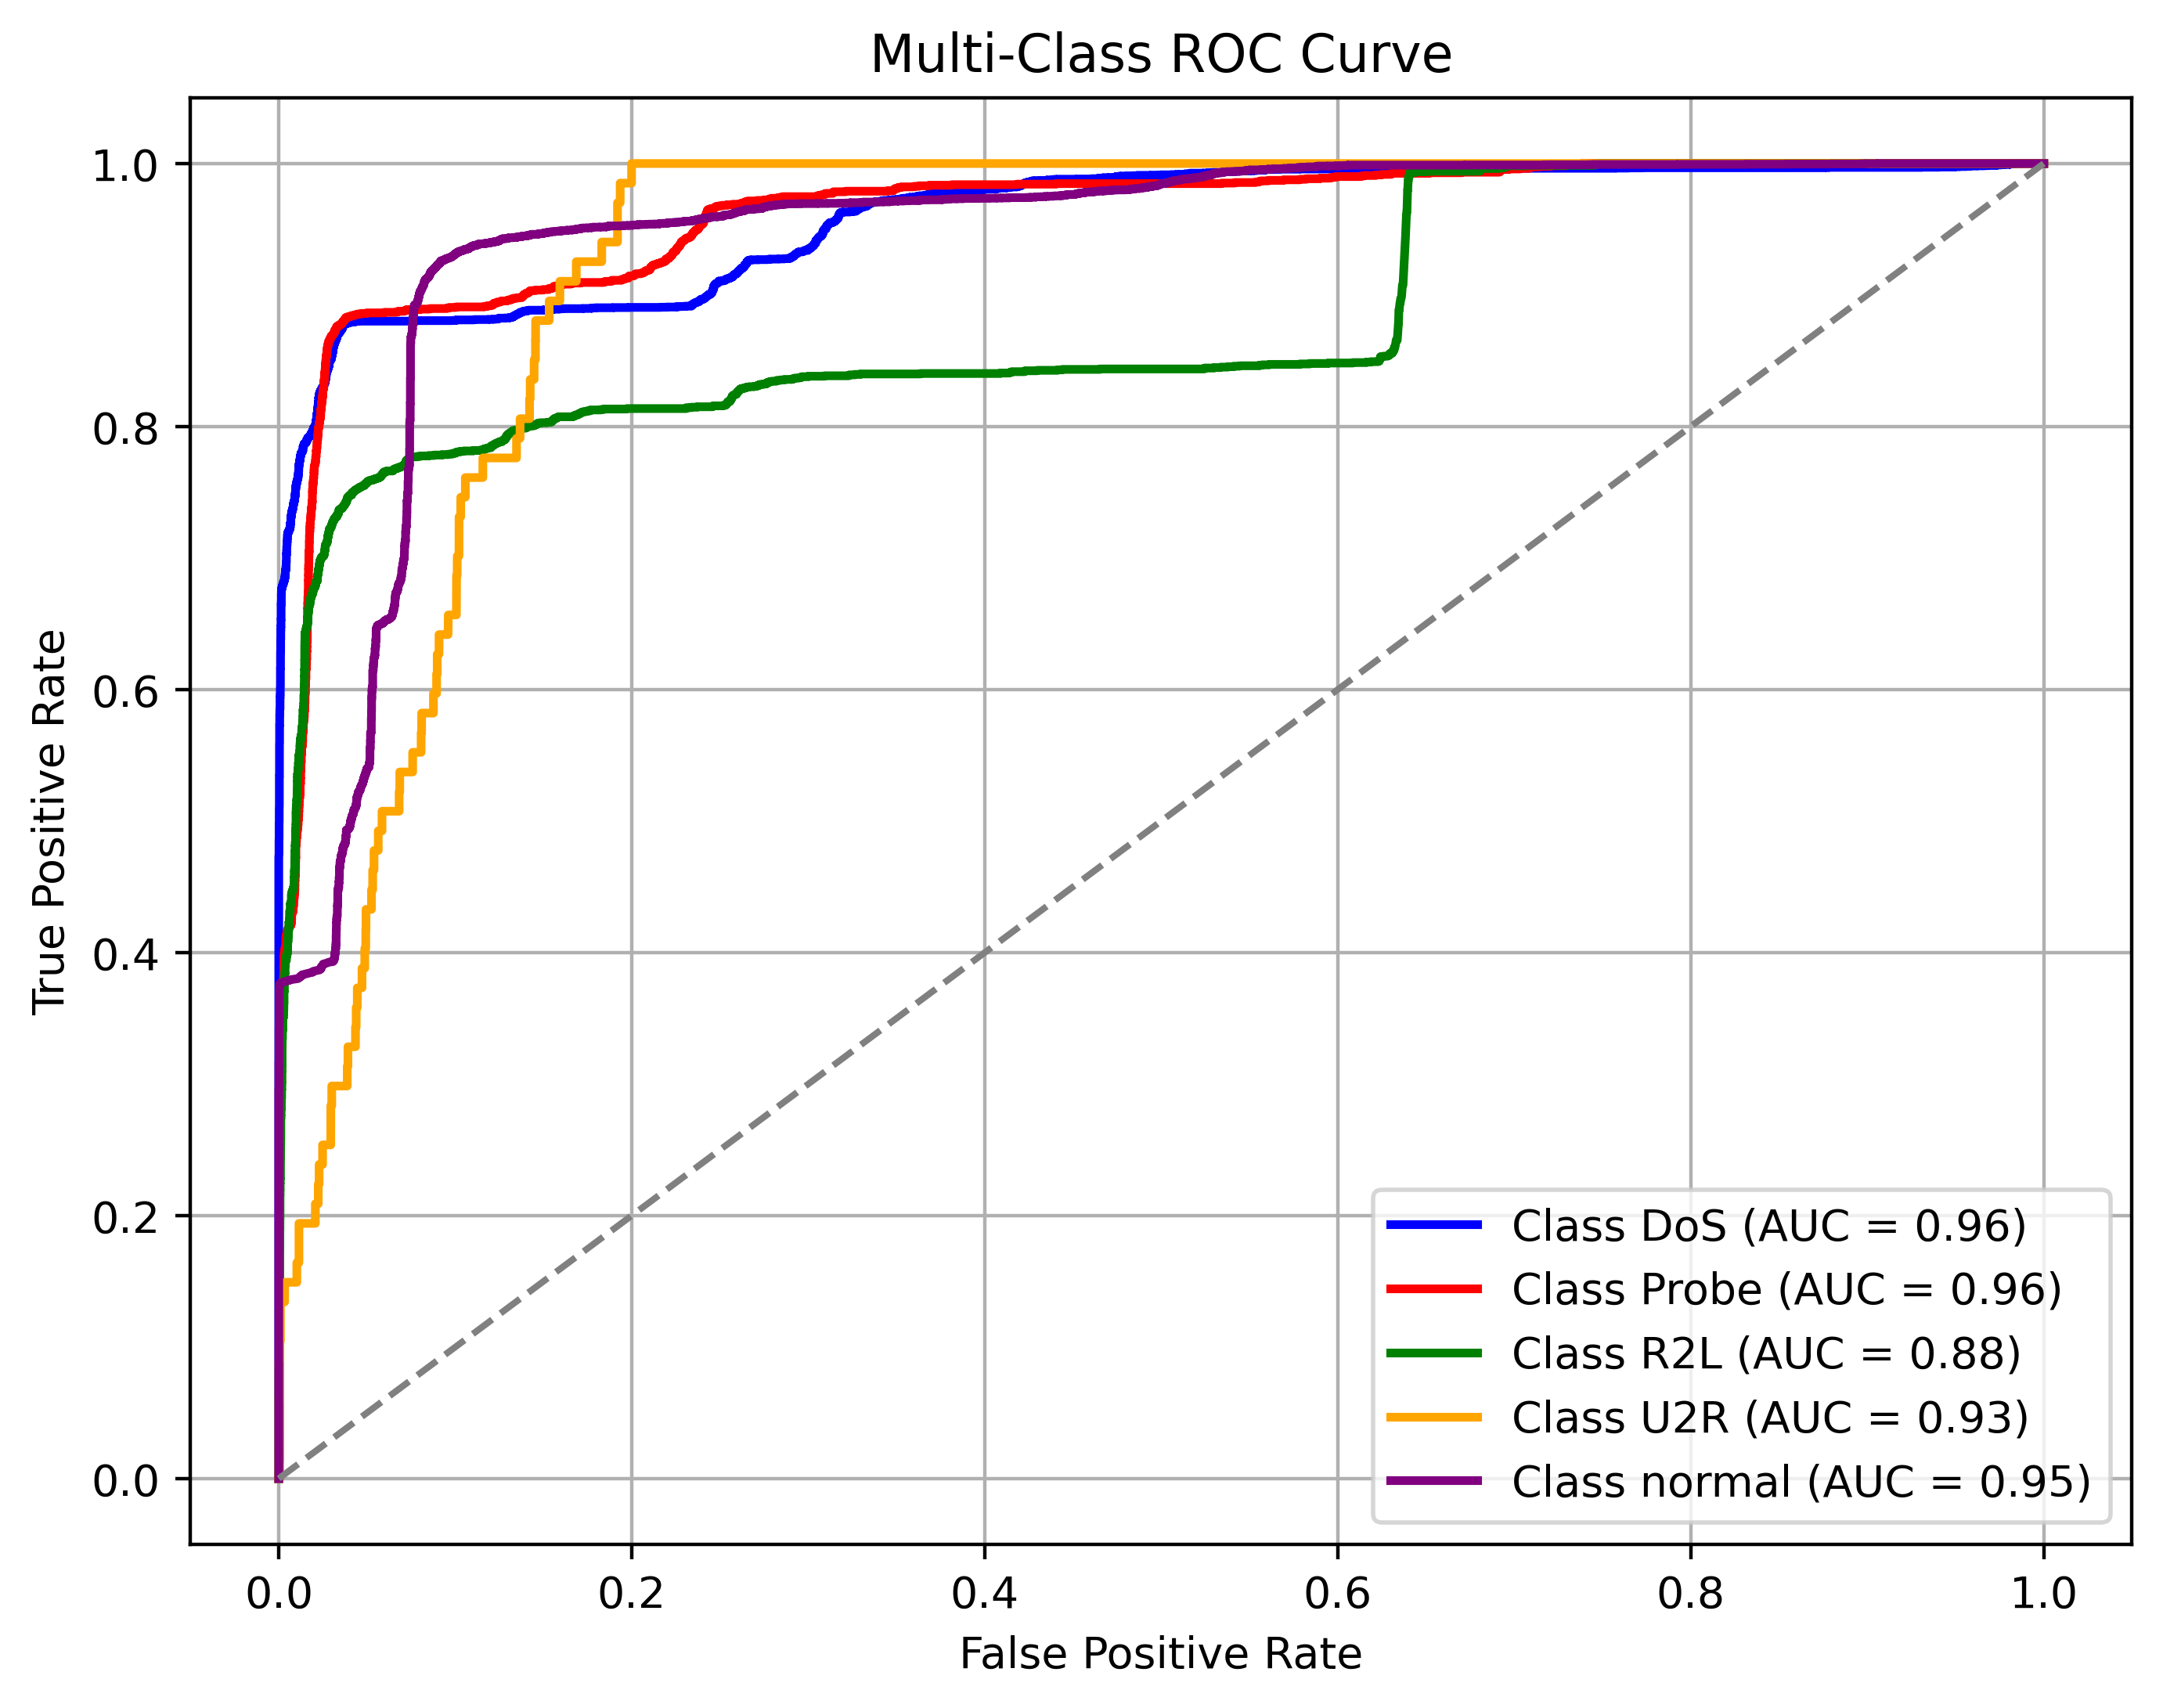 Multi-Class ROC Curve
True Positive Rate
1.0
0.8
0.6
0.4
0.2
0.0
Class DoS (AUC = 0.96)
Class Probe (AUC = 0.96)
Class R2L (AUC = 0.88)
Class U2R (AUC = 0.93)
Class normal (AUC = 0.95)
0.0 0.2 0.4 0.6 0.8 1.0
False Positive Rate